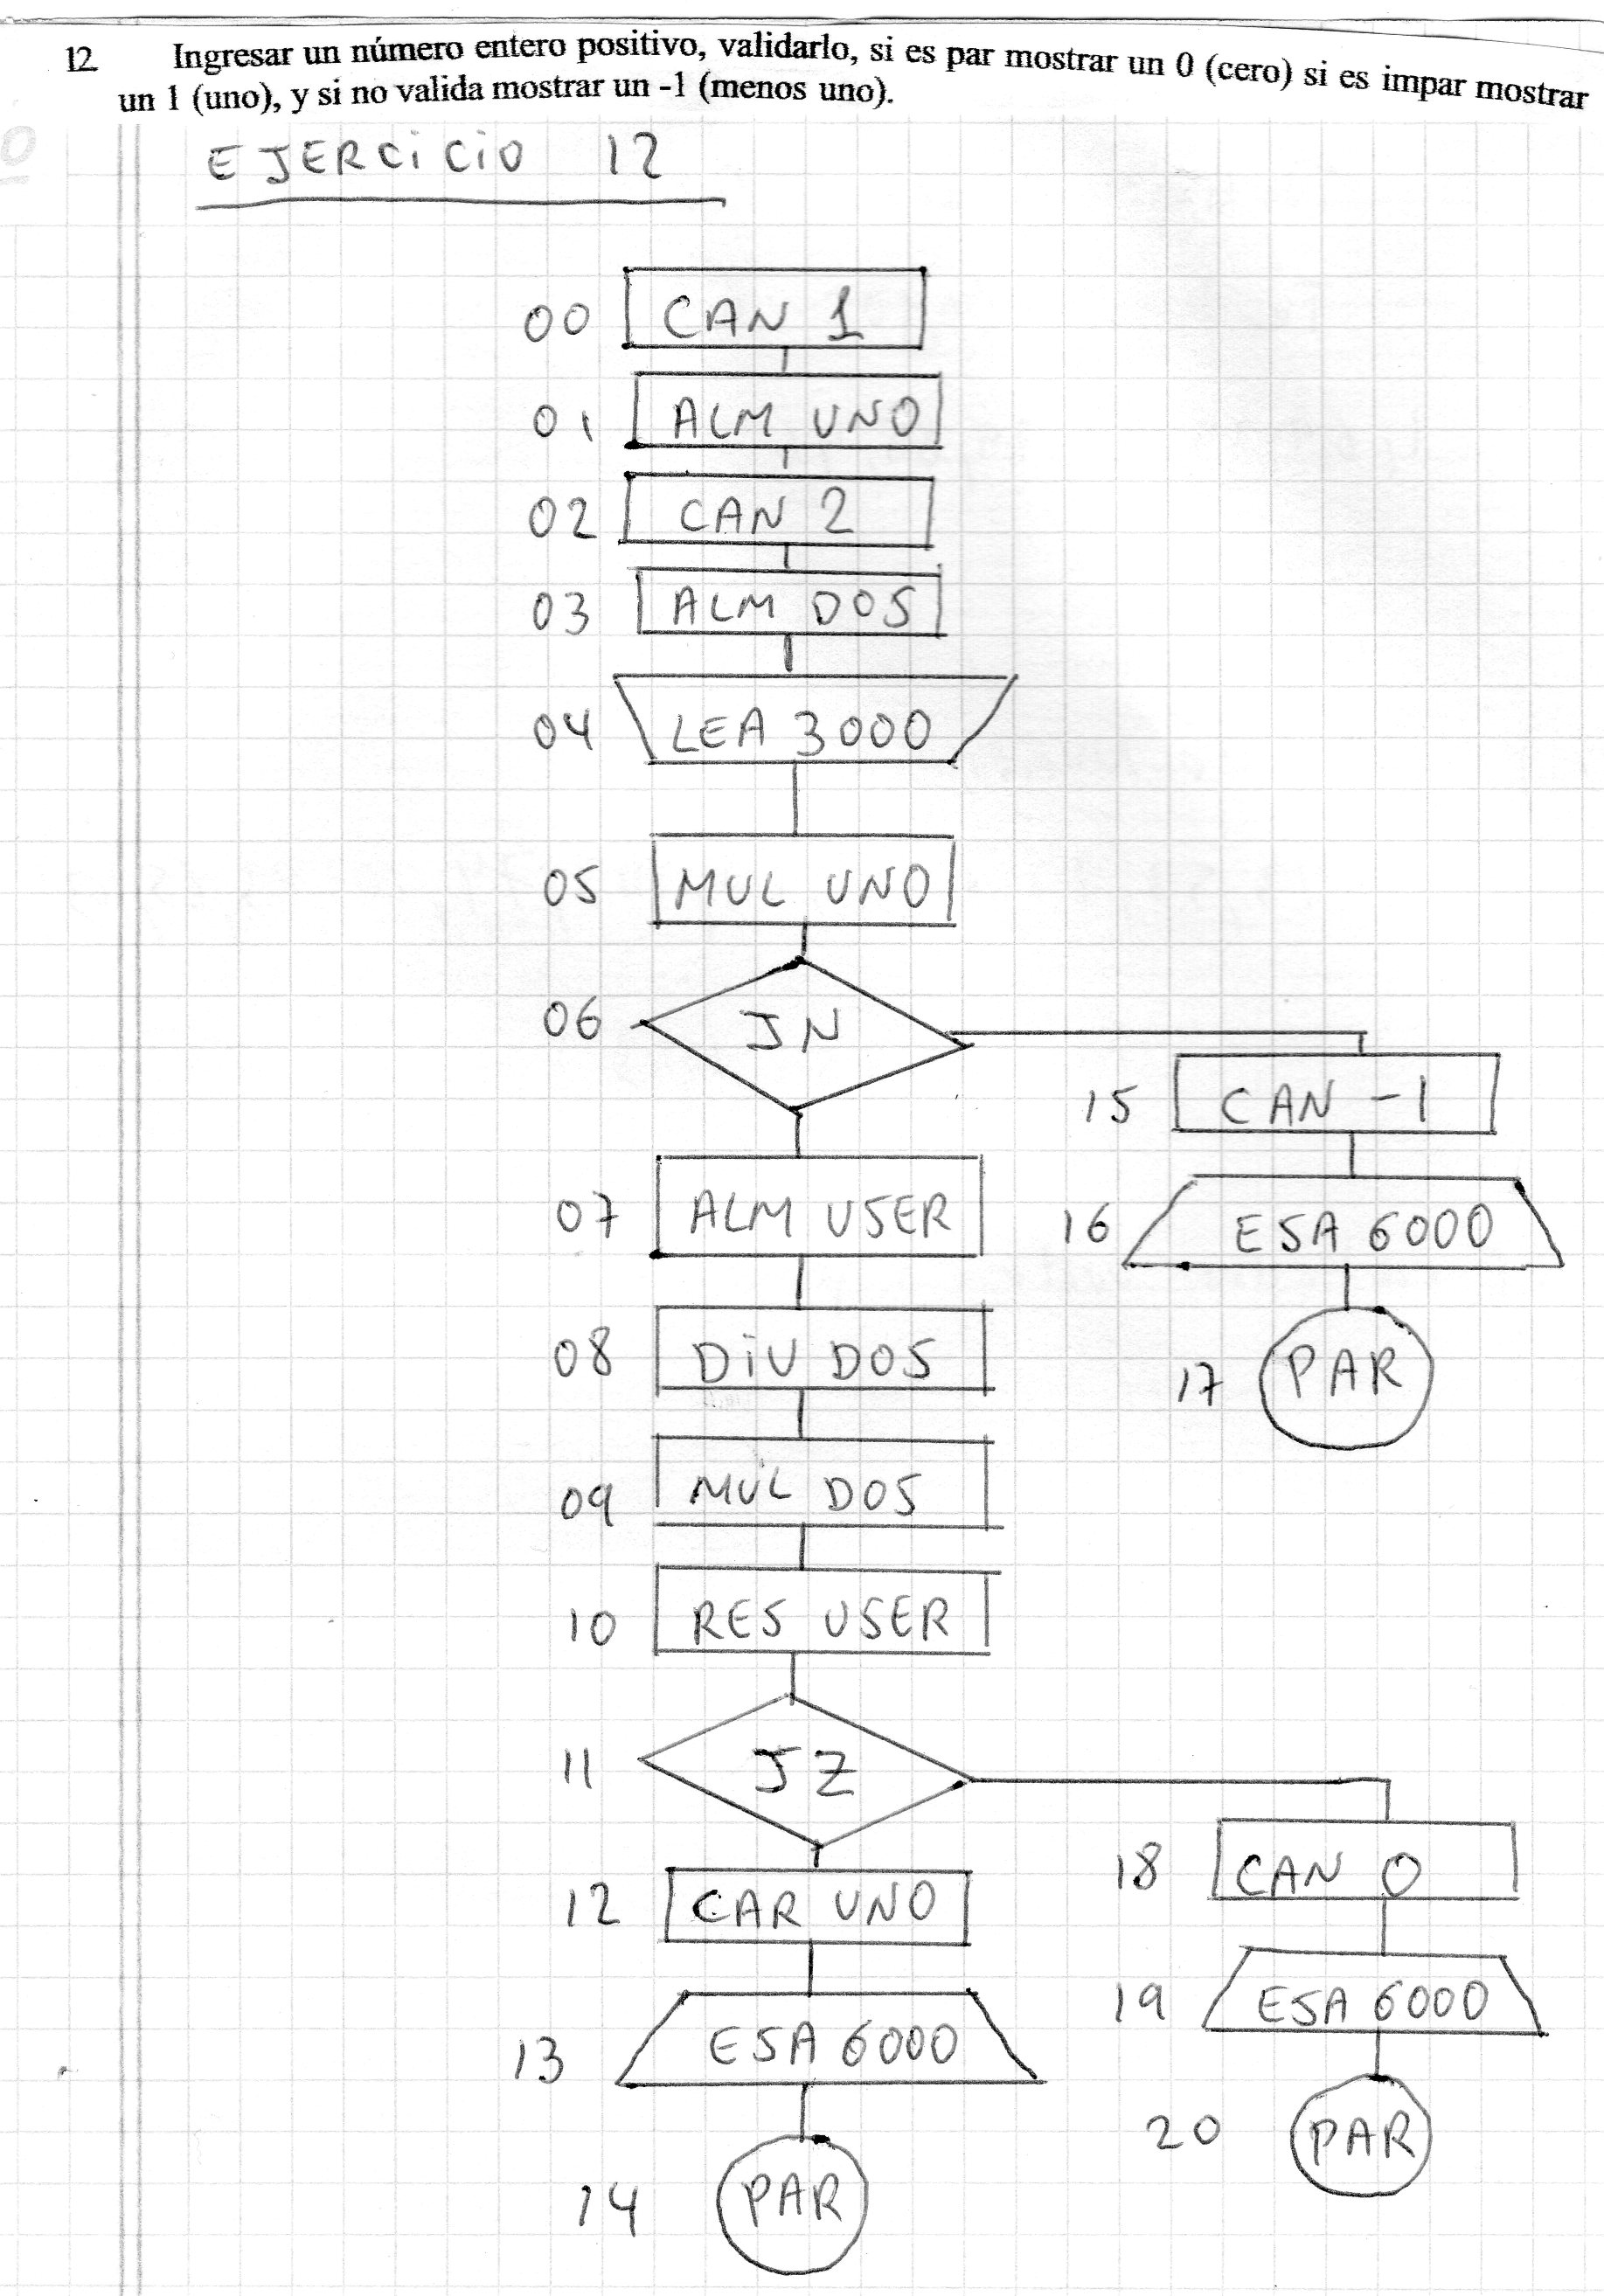 12 Ingresar un número entero positivo, validarlo, si es par mostrar un 0 (cero) si es impar mostrar
un 1 (uno), y si no valida mostrar un -1 (menos uno).
EJERCiCiO 12
00 CAN 1
01 ALM UNO
02 CAN 2
03 ALM DOS
04 LEA 3000
05 MUL UNO
06 JN
15 CAN -1
07 ALM USER
16 ESA 6000
08 DiV DOS
17 PAR
09 MUL DOS
10 RES USER
11 JZ
18 CAN 0
12 CAR UNO
19 ESA 6000
13 ESA 6000
20 PAR
14 PAR